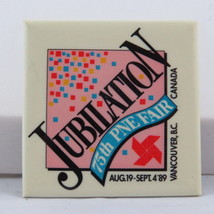 JUBILATION
75th PNE FAIR
AUG.19-SEPT.4'89
VANCOUVER, B.C.
CANADA